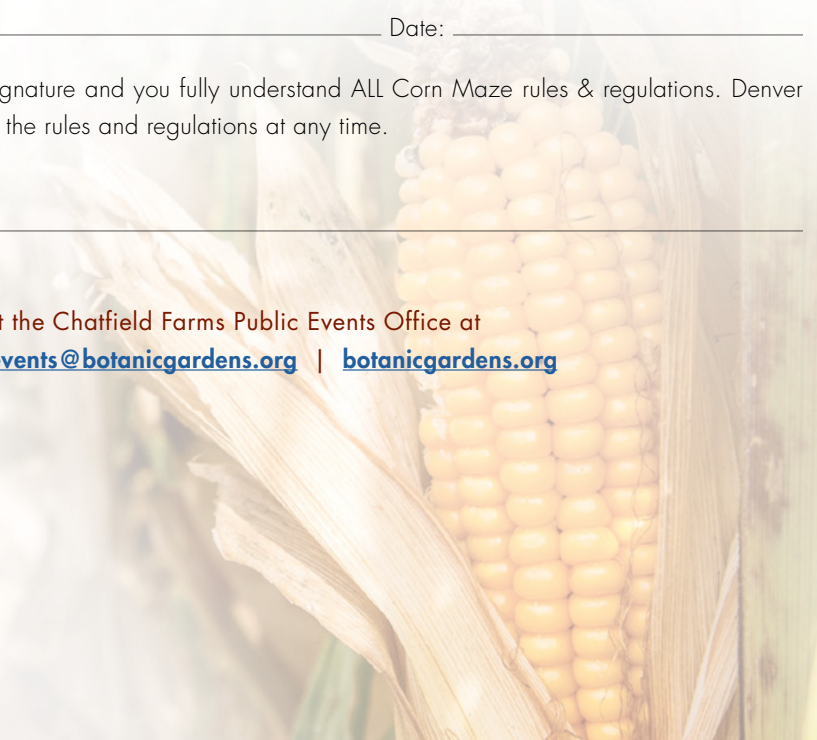 Date:
gnature and you fully understand ALL Corn Maze rules & regulations. Denver
the rules and regulations at any time.
t the Chatfield Farms Public Events Office at
vents@botanicgardens.org | botanicgardens.org